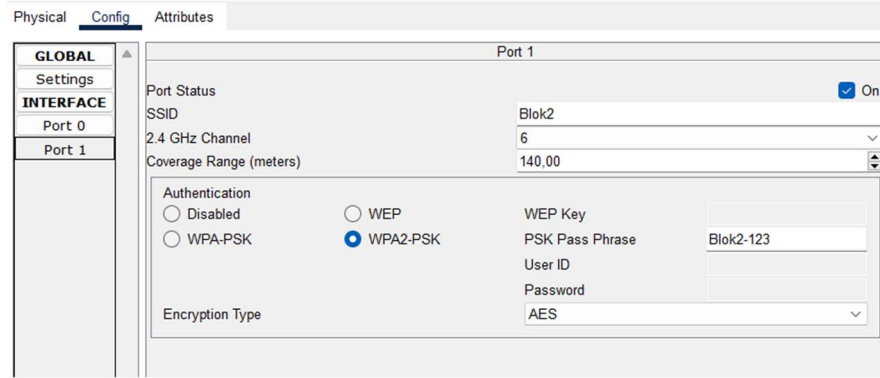 Physical Config Attributes
GLOBAL
Settings
INTERFACE
Port 0
Port 1
Port 1
Port Status On
SSID Blok2
2.4 GHz Channel 6
Coverage Range (meters) 140,00
Authentication
Disabled WEP WEP Key
WPA-PSK WPA2-PSK PSK Pass Phrase Blok2-123
User ID
Password
Encryption Type AES